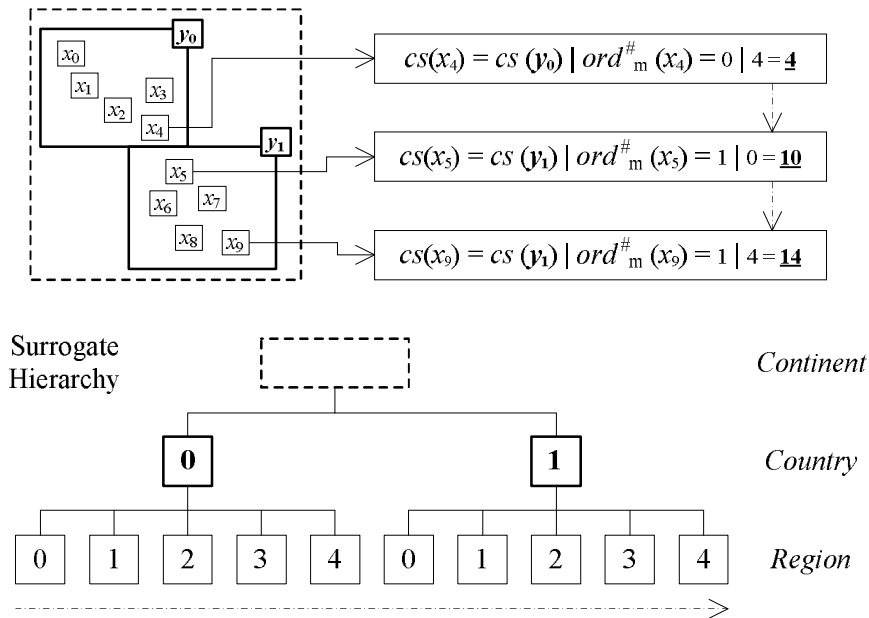 y₀
x₀
x₁
x₂
x₃
x₄
y₁
x₅
x₆
x₇
x₈
x₉
cs(x₄) = cs (y₀) | ord#ₘ (x₄) = 0 | 4 = 4
cs(x₅) = cs (y₁) | ord#ₘ (x₅) = 1 | 0 = 10
cs(x₉) = cs (y₁) | ord#ₘ (x₉) = 1 | 4 = 14
Surrogate
Hierarchy
Continent
0 1 Country
0 1 2 3 4 0 1 2 3 4 Region